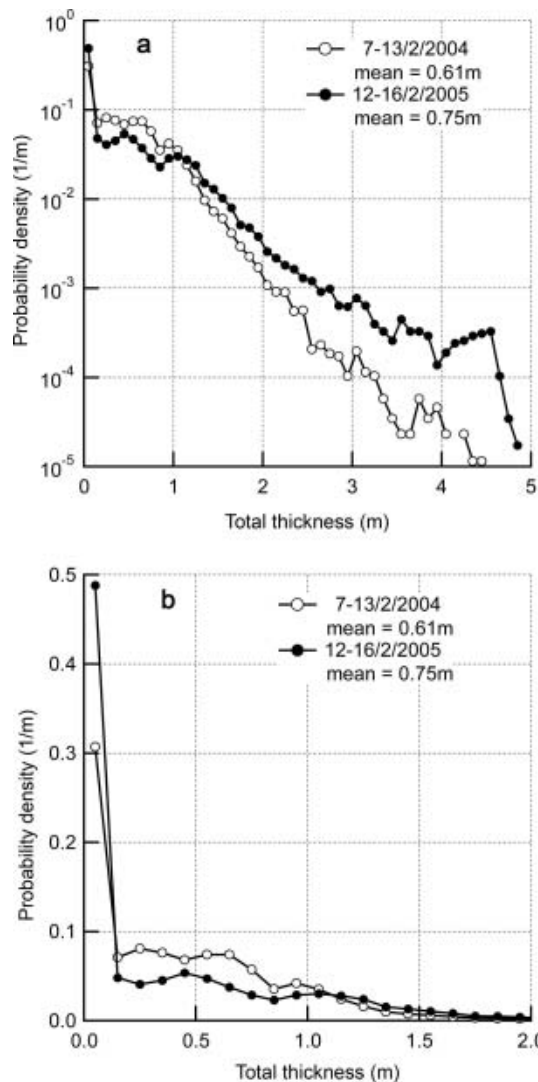 a
7-13/2/2004
mean = 0.61m
12-16/2/2005
mean = 0.75m
Probability density (1/m)
10^0
10^-1
10^-2
10^-3
10^-4
10^-5
0 1 2 3 4 5
Total thickness (m)
b
7-13/2/2004
mean = 0.61m
12-16/2/2005
mean = 0.75m
Probability density (1/m)
0.5
0.4
0.3
0.2
0.1
0.0
0.0 0.5 1.0 1.5 2.0
Total thickness (m)